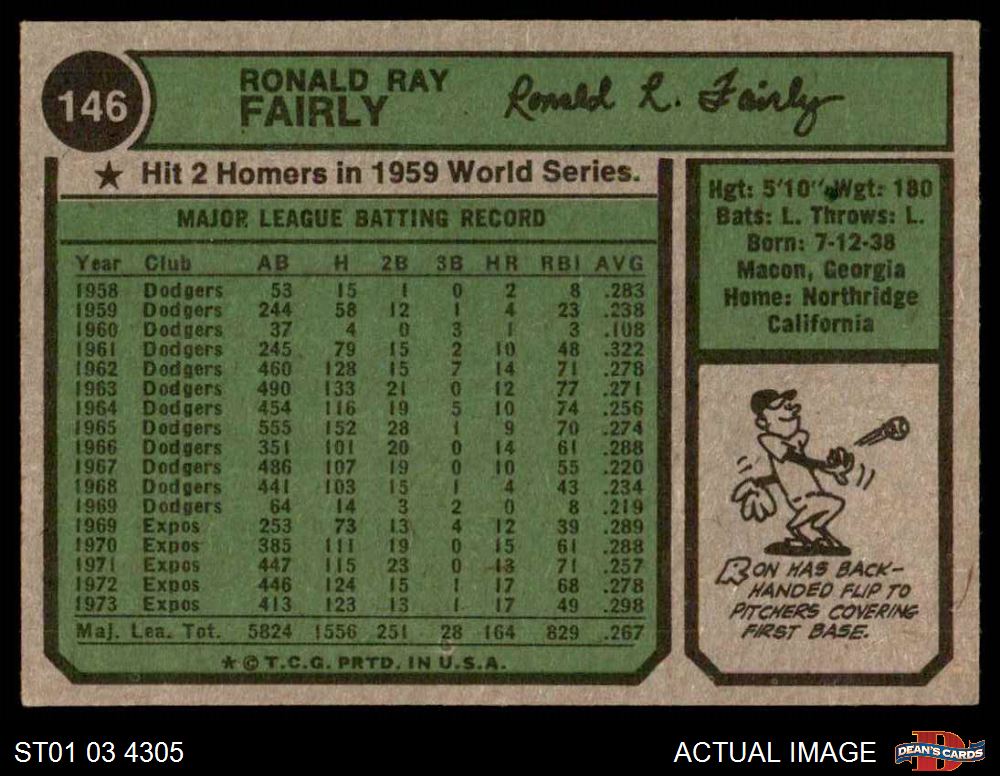 146
RONALD RAY
FAIRLY
Ronald R. Fairly
★ Hit 2 Homers in 1959 World Series.
MAJOR LEAGUE BATTING RECORD
Year Club AB H 2B 3B HR RBI AVG
1958 Dodgers 53 15 1 0 2 8 .283
1959 Dodgers 244 58 12 1 4 23 .238
1960 Dodgers 37 4 0 3 1 3 .108
1961 Dodgers 245 79 15 2 10 48 .322
1962 Dodgers 460 128 15 7 14 71 .278
1963 Dodgers 490 133 21 0 12 77 .271
1964 Dodgers 454 116 19 5 10 74 .256
1965 Dodgers 555 152 28 1 9 70 .274
1966 Dodgers 351 101 20 0 14 61 .288
1967 Dodgers 486 107 19 0 10 55 .220
1968 Dodgers 441 103 15 1 4 43 .234
1969 Dodgers 64 14 3 2 0 8 .219
1969 Expos 253 73 13 4 12 39 .289
1970 Expos 385 111 19 0 15 61 .288
1971 Expos 447 115 23 0 13 71 .257
1972 Expos 446 124 15 1 17 68 .278
1973 Expos 413 123 13 1 17 49 .298
Maj. Lea. Tot. 5824 1556 251 28 164 829 .267
★ © T.C.G. PRTD. IN U.S.A.
Hgt: 5'10" Wgt: 180
Bats: L. Throws: L.
Born: 7-12-38
Macon, Georgia
Home: Northridge
California
RON HAS BACK-
HANDED FLIP TO
PITCHERS COVERING
FIRST BASE.
ST01 03 4305
ACTUAL IMAGE
DEAN'S CARDS